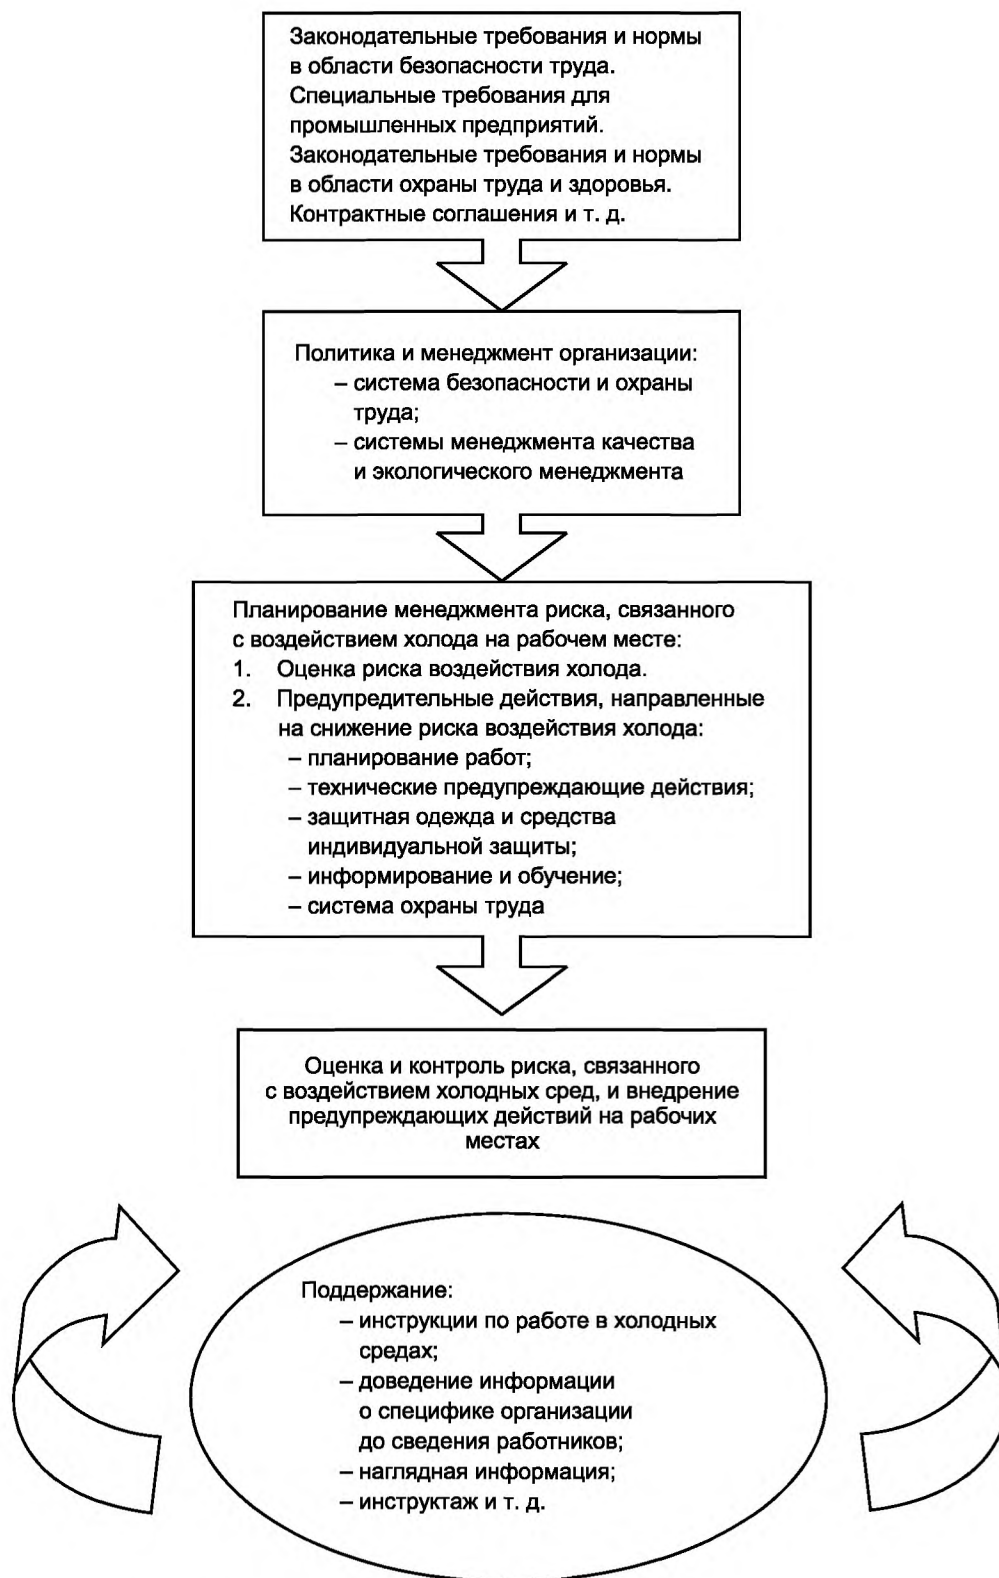 Законодательные требования и нормы
в области безопасности труда.
Специальные требования для
промышленных предприятий.
Законодательные требования и нормы
в области охраны труда и здоровья.
Контрактные соглашения и т. д.
Политика и менеджмент организации:
– система безопасности и охраны
труда;
– системы менеджмента качества
и экологического менеджмента
Планирование менеджмента риска, связанного
с воздействием холода на рабочем месте:
1. Оценка риска воздействия холода.
2. Предупредительные действия, направленные
на снижение риска воздействия холода:
– планирование работ;
– технические предупреждающие действия;
– защитная одежда и средства
индивидуальной защиты;
– информирование и обучение;
– система охраны труда
Оценка и контроль риска, связанного
с воздействием холодных сред, и внедрение
предупреждающих действий на рабочих
местах
Поддержание:
– инструкции по работе в холодных
средах;
– доведение информации
о специфике организации
до сведения работников;
– наглядная информация;
– инструктаж и т. д.